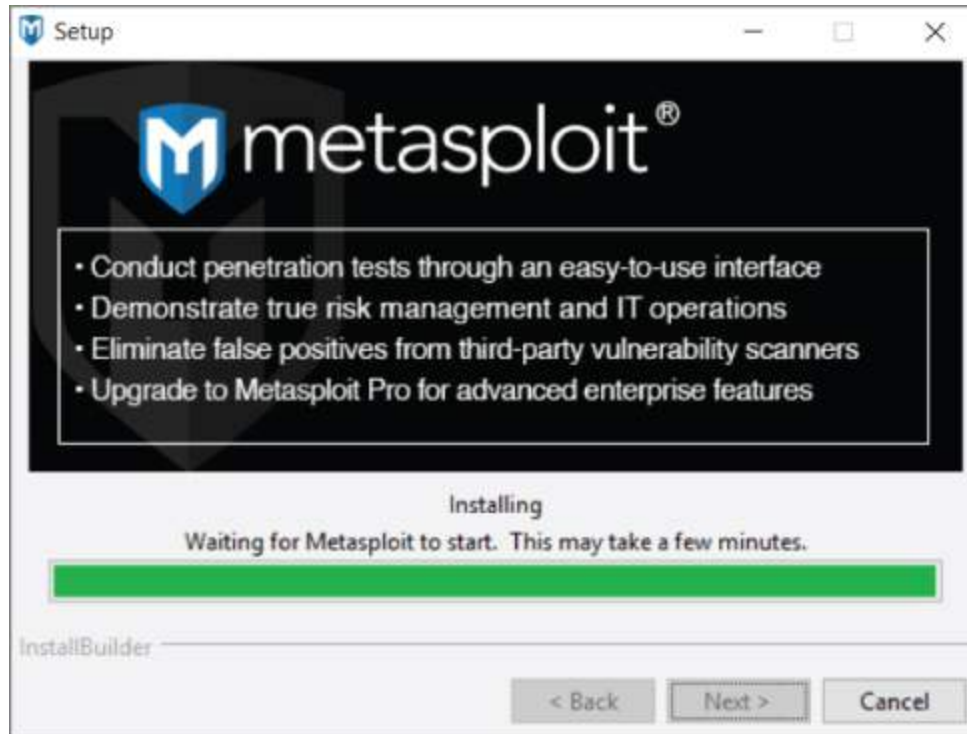 Setup
metasploit®
• Conduct penetration tests through an easy-to-use interface
• Demonstrate true risk management and IT operations
• Eliminate false positives from third-party vulnerability scanners
• Upgrade to Metasploit Pro for advanced enterprise features
Installing
Waiting for Metasploit to start. This may take a few minutes.
InstallBuilder
< Back
Next >
Cancel